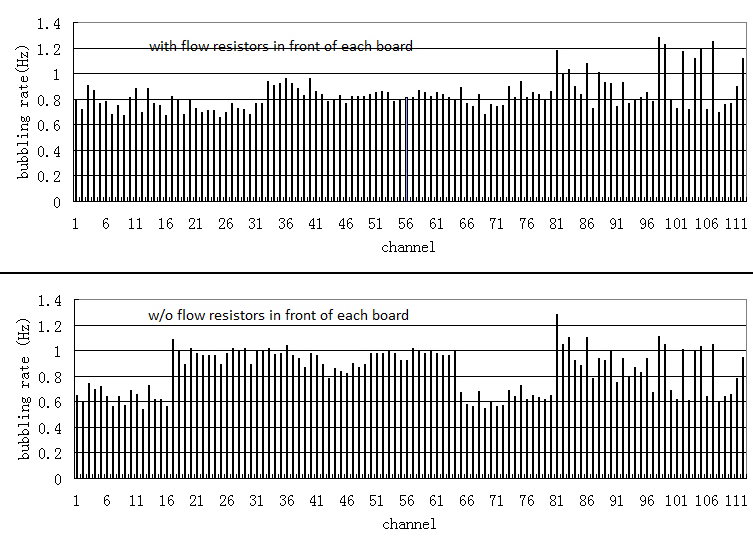 1.4
1.2
1
0.8
0.6
0.4
0.2
0
bubbling rate(Hz)
with flow resistors in front of each board
1 6 11 16 21 26 31 36 41 46 51 56 61 66 71 76 81 86 91 96 101 106 111
channel
1.4
1.2
1
0.8
0.6
0.4
0.2
0
bubbling rate (Hz)
w/o flow resistors in front of each board
1 6 11 16 21 26 31 36 41 46 51 56 61 66 71 76 81 86 91 96 101 106 111
channel